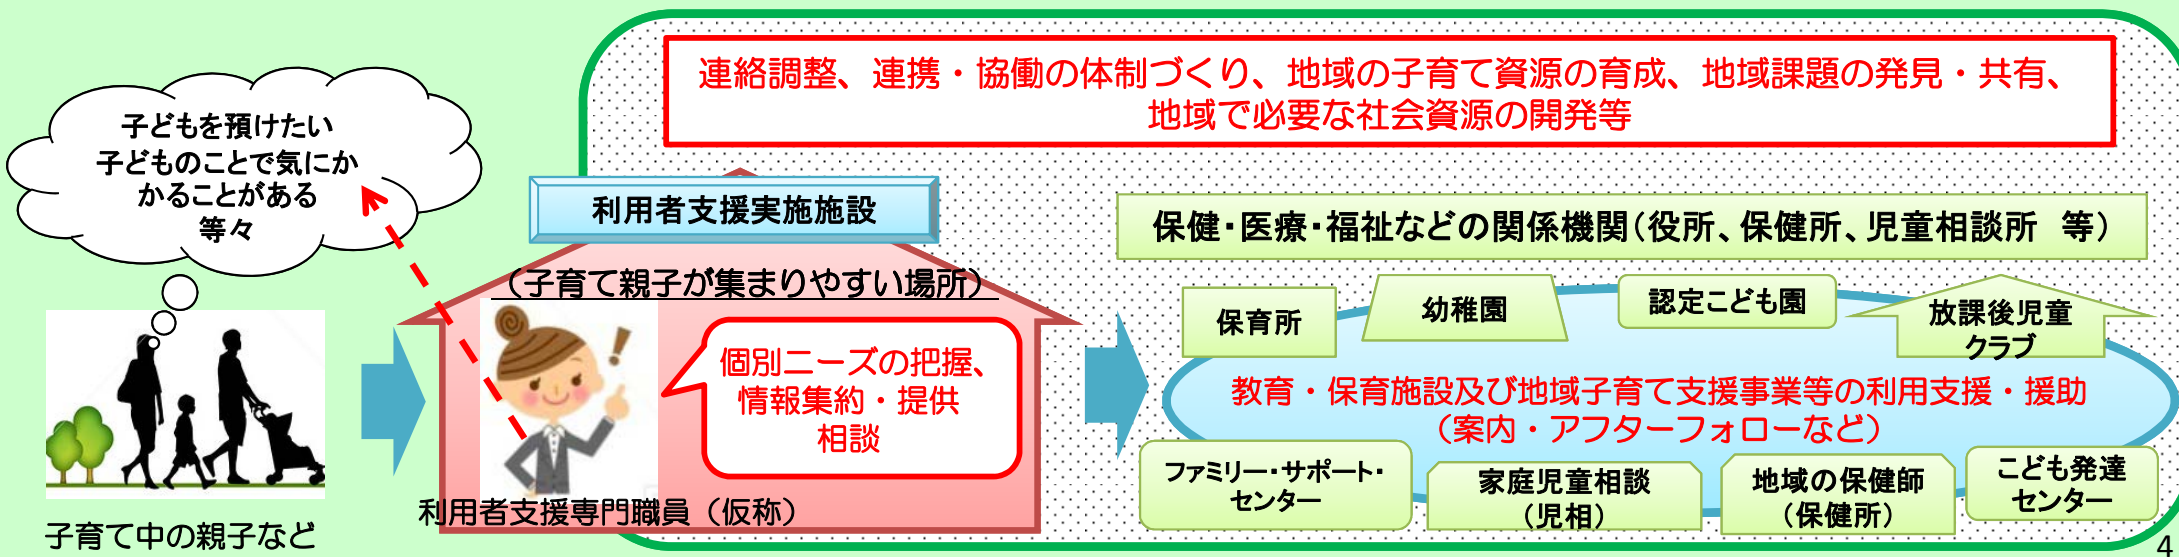 連絡調整、連携・協働の体制づくり、地域の子育て資源の育成、地域課題の発見・共有、
地域で必要な社会資源の開発等
子どもを預けたい
子どものことで気にか
かることがある
等々
利用者支援実施施設
(子育て親子が集まりやすい場所)
個別ニーズの把握、
情報集約・提供
相談
利用者支援専門職員(仮称)
子育て中の親子など
保健・医療・福祉などの関係機関(役所、保健所、児童相談所 等)
保育所
幼稚園
認定こども園
放課後児童
クラブ
教育・保育施設及び地域子育て支援事業等の利用支援・援助
(案内・アフターフォローなど)
ファミリー・サポート・
センター
家庭児童相談
(児相)
地域の保健師
(保健所)
こども発達
センター
4